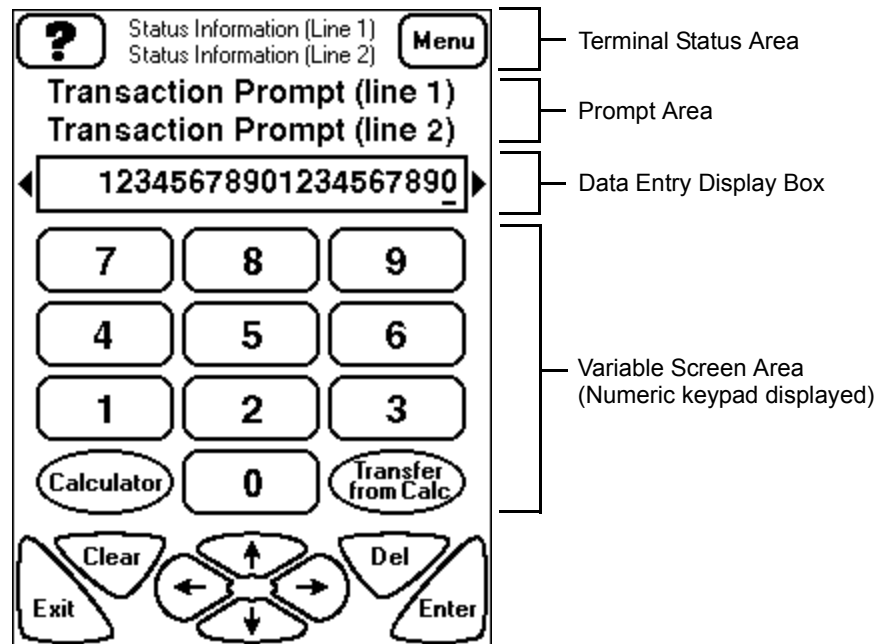 ?
Status Information (Line 1)
Status Information (Line 2)
Menu
Terminal Status Area
Transaction Prompt (line 1)
Transaction Prompt (line 2)
Prompt Area
12345678901234567890
Data Entry Display Box
7 8 9
4 5 6
1 2 3
Variable Screen Area
(Numeric keypad displayed)
Calculator 0 Transfer
from Calc
Clear Del
Exit Enter